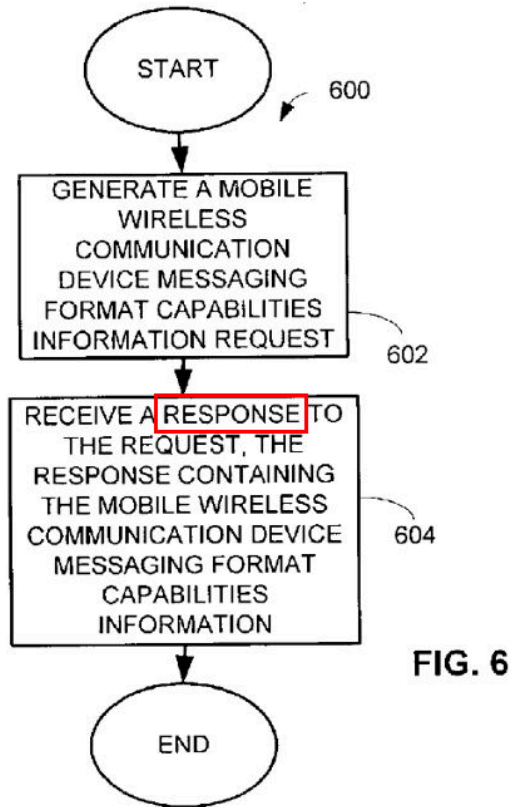 START
600
GENERATE A MOBILE
WIRELESS
COMMUNICATION
DEVICE MESSAGING
FORMAT CAPABILITIES
INFORMATION REQUEST
602
RECEIVE A RESPONSE TO
THE REQUEST, THE
RESPONSE CONTAINING
THE MOBILE WIRELESS
COMMUNICATION DEVICE
MESSAGING FORMAT
CAPABILITIES
INFORMATION
604
FIG. 6
END